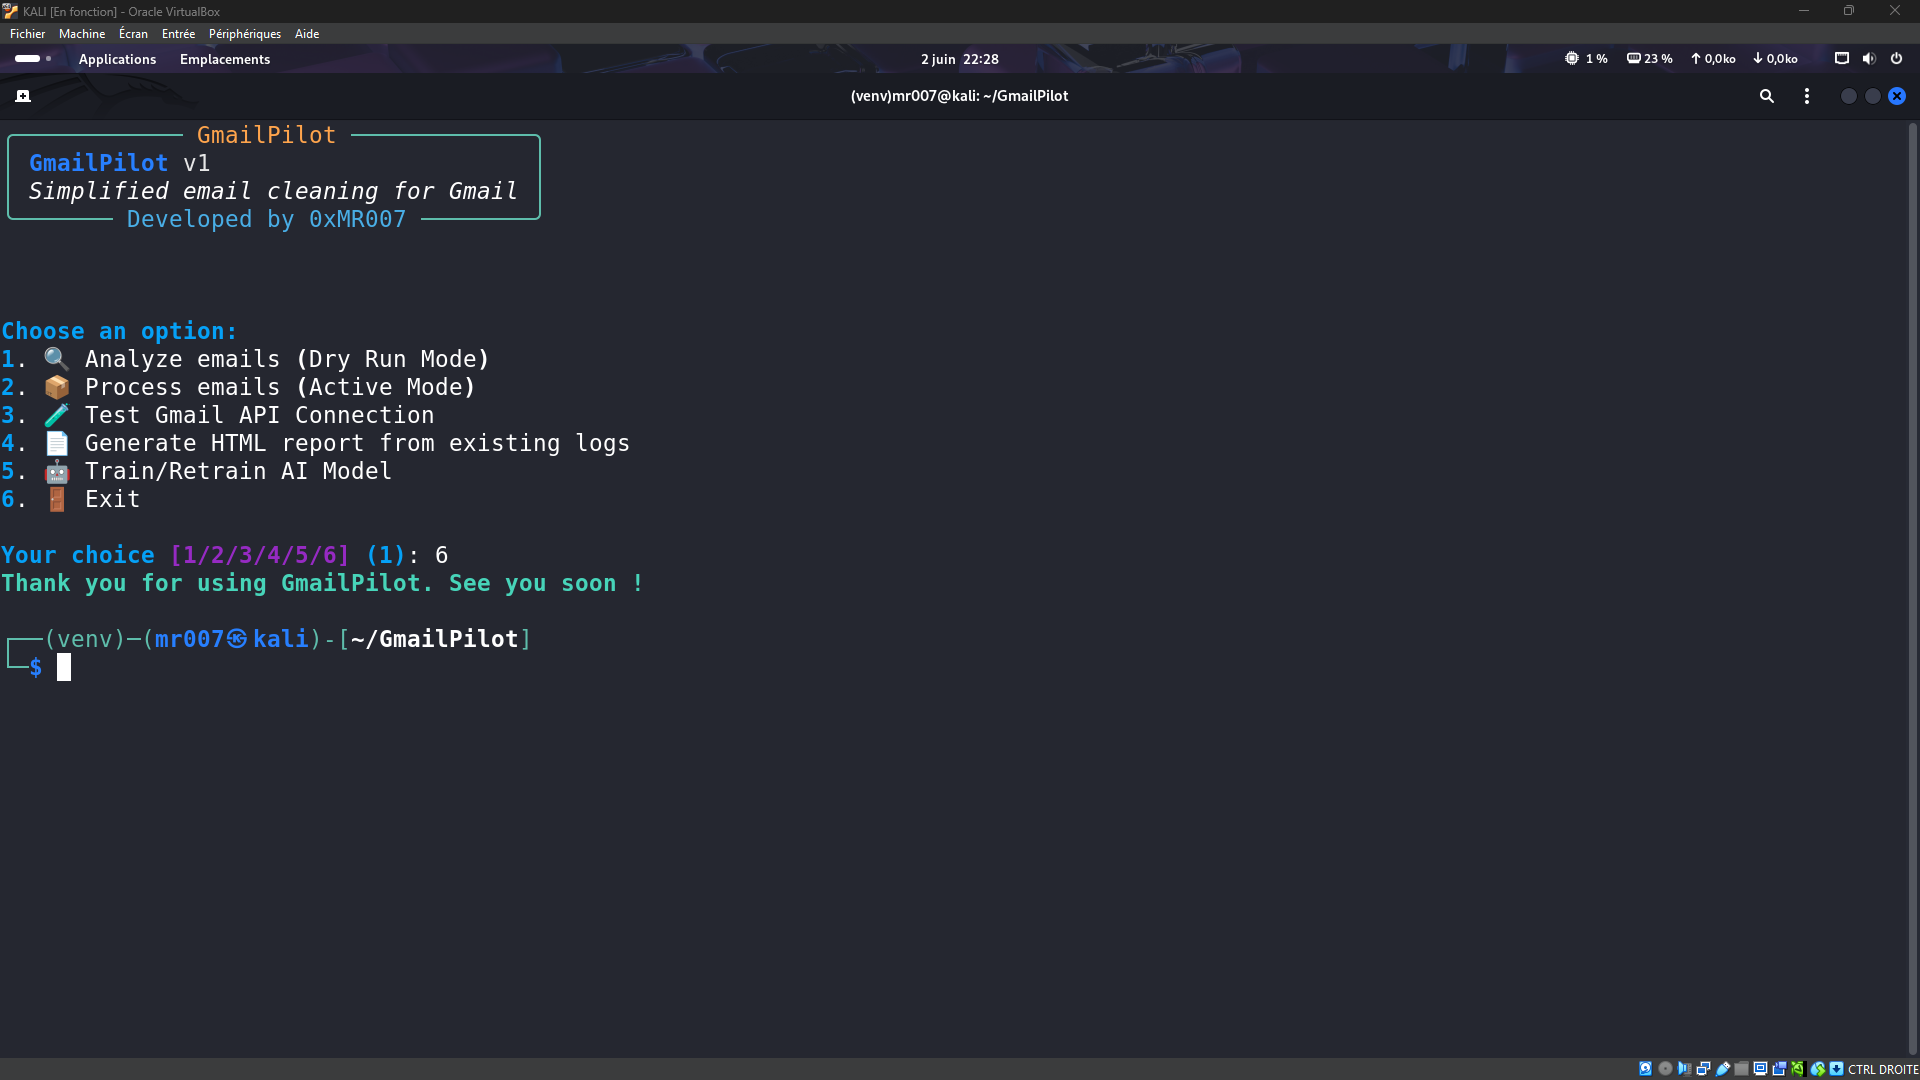 KALI [En fonction] - Oracle VirtualBox
Fichier Machine Écran Entrée Périphériques Aide
Applications Emplacements 2 juin 22:28 1 % 23 % 0,0ko 0,0ko
(venv)mr007@kali: ~/GmailPilot
GmailPilot
GmailPilot v1
Simplified email cleaning for Gmail
Developed by 0xMR007
Choose an option:
1. 🔍 Analyze emails (Dry Run Mode)
2. 📦 Process emails (Active Mode)
3. 🧪 Test Gmail API Connection
4. 📄 Generate HTML report from existing logs
5. 🤖 Train/Retrain AI Model
6. 🚪 Exit
Your choice [1/2/3/4/5/6] (1): 6
Thank you for using GmailPilot. See you soon !
┌──(venv)─(mr007㉿kali)-[~/GmailPilot]
└─$
CTRL DROITE